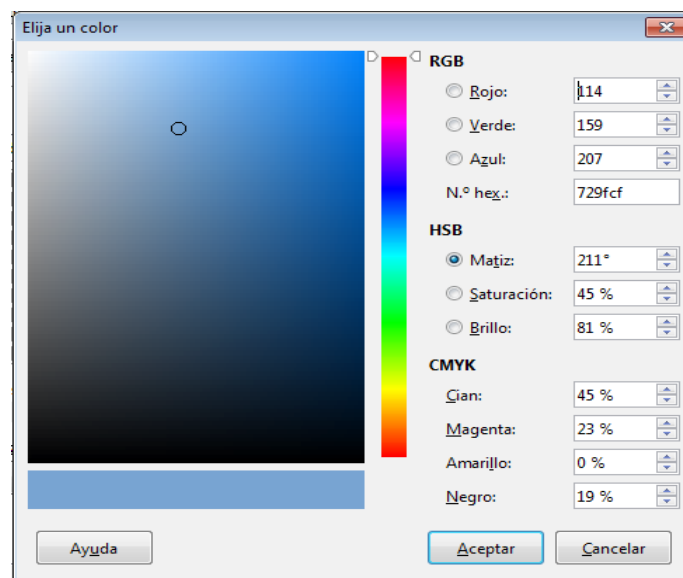 Elija un color
RGB
Rojo: 114
Verde: 159
Azul: 207
N.º hex.: 729fcf
HSB
Matiz: 211°
Saturación: 45 %
Brillo: 81 %
CMYK
Cian: 45 %
Magenta: 23 %
Amarillo: 0 %
Negro: 19 %
Ayuda Aceptar Cancelar